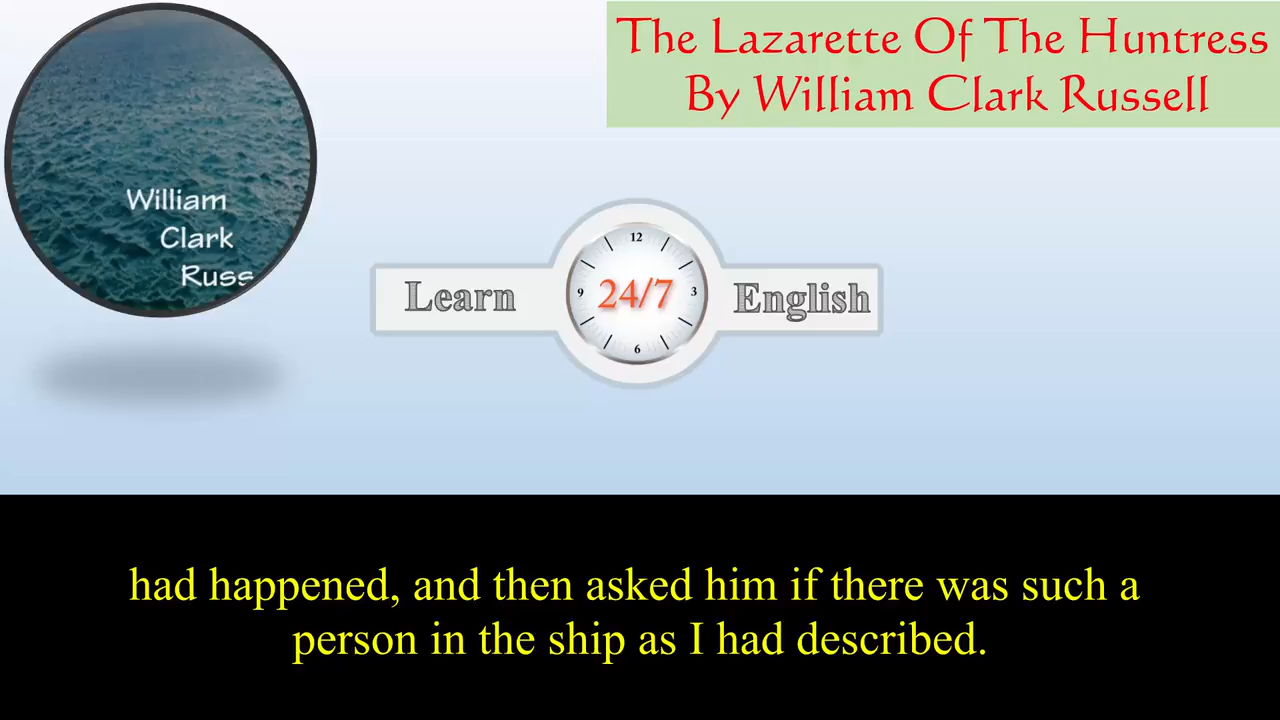 The Lazarette Of The Huntress
By William Clark Russell
William
Clark
Russ
12
9
3
6
Learn
24/7
English
had happened, and then asked him if there was such a
person in the ship as I had described.